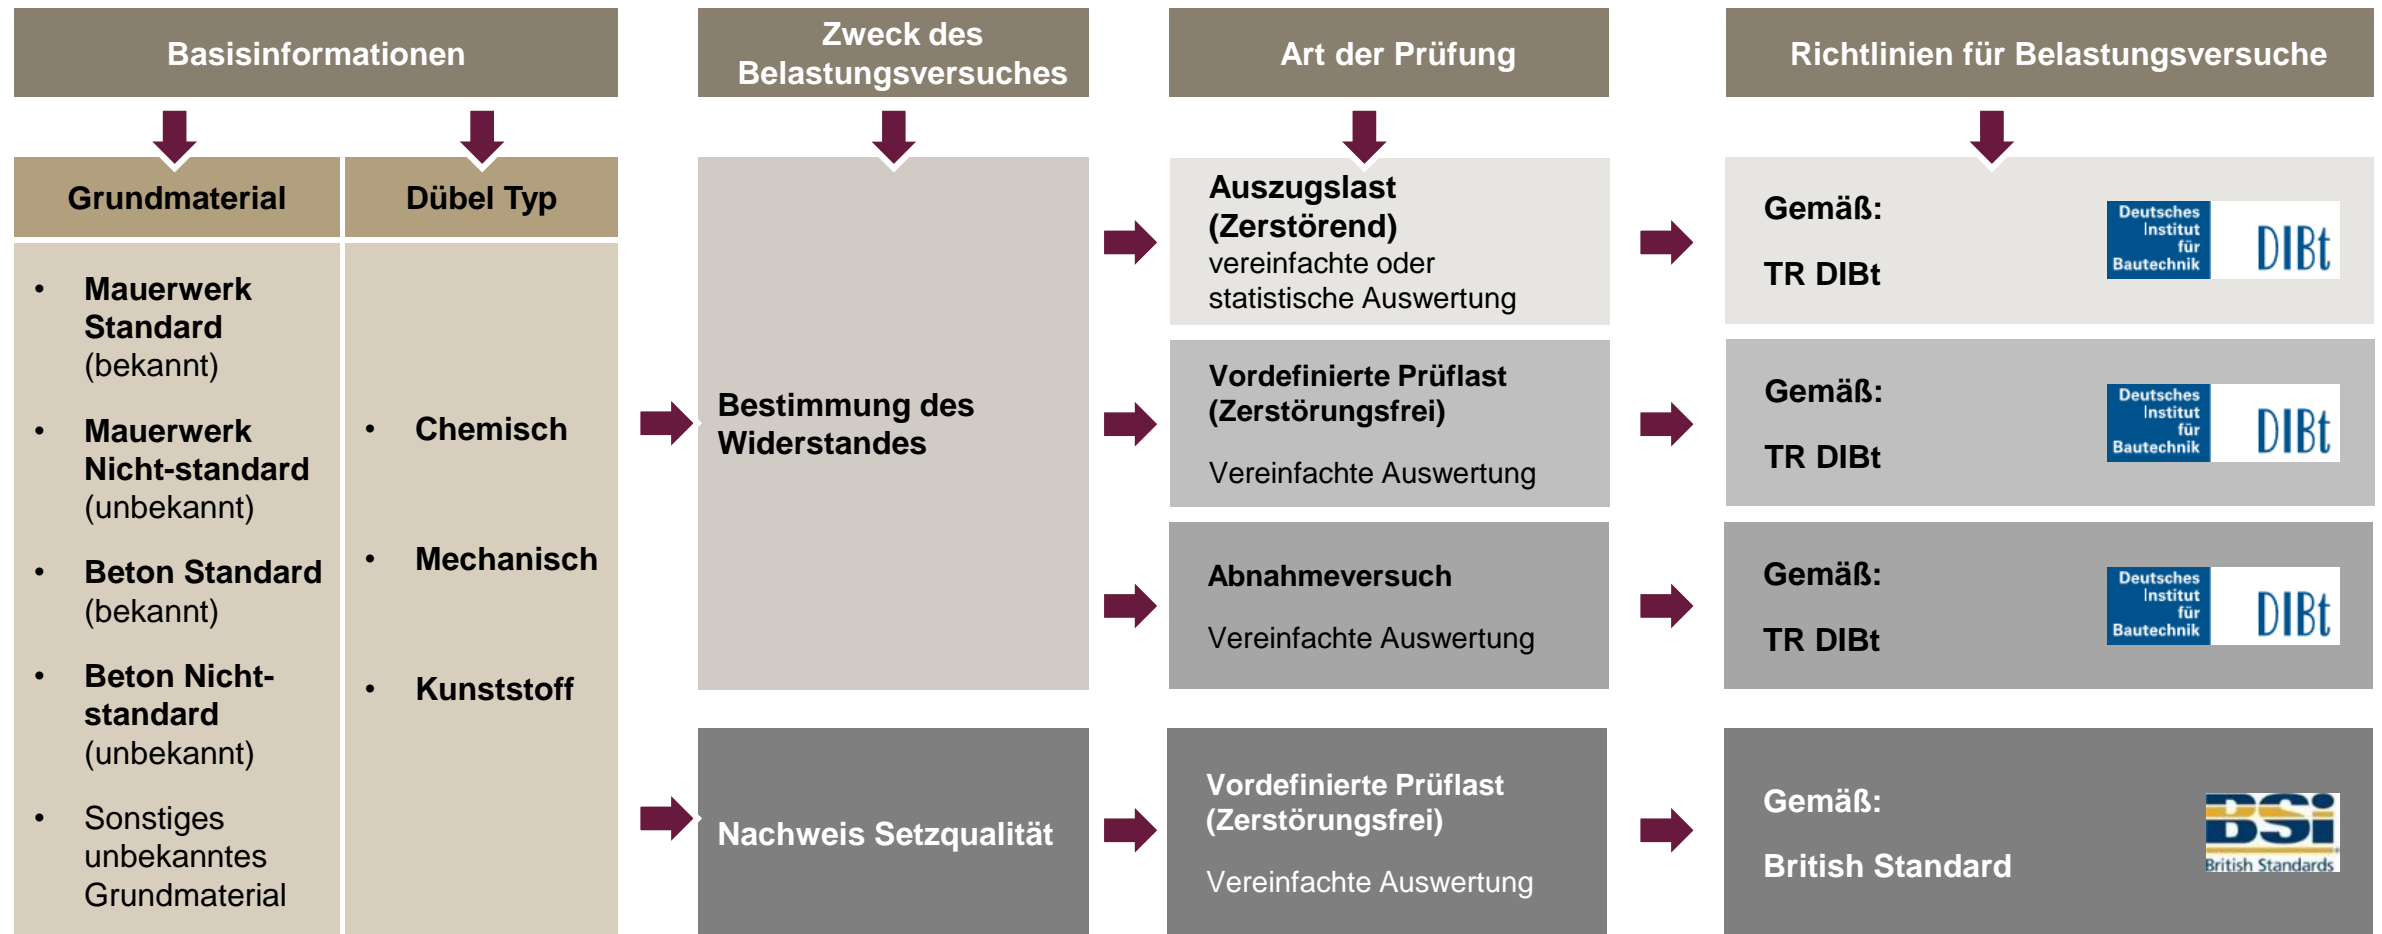 Basisinformationen
Zweck des
Belastungsversuches
Art der Prüfung
Richtlinien für Belastungsversuche
Grundmaterial
Dübel Typ
• Mauerwerk
Standard
(bekannt)
• Mauerwerk
Nicht-standard
(unbekannt)
• Beton Standard
(bekannt)
• Beton Nicht-
standard
(unbekannt)
• Sonstiges
unbekanntes
Grundmaterial
• Chemisch
• Mechanisch
• Kunststoff
Bestimmung des
Widerstandes
Auszugslast
(Zerstörend)
vereinfachte oder
statistische Auswertung
Gemäß:
TR DIBt
Deutsches
Institut
für
Bautechnik
DIBt
Vordefinierte Prüflast
(Zerstörungsfrei)
Vereinfachte Auswertung
Gemäß:
TR DIBt
Deutsches
Institut
für
Bautechnik
DIBt
Abnahmeversuch
Vereinfachte Auswertung
Gemäß:
TR DIBt
Deutsches
Institut
für
Bautechnik
DIBt
Nachweis Setzqualität
Vordefinierte Prüflast
(Zerstörungsfrei)
Vereinfachte Auswertung
Gemäß:
British Standard
BSi
British Standards